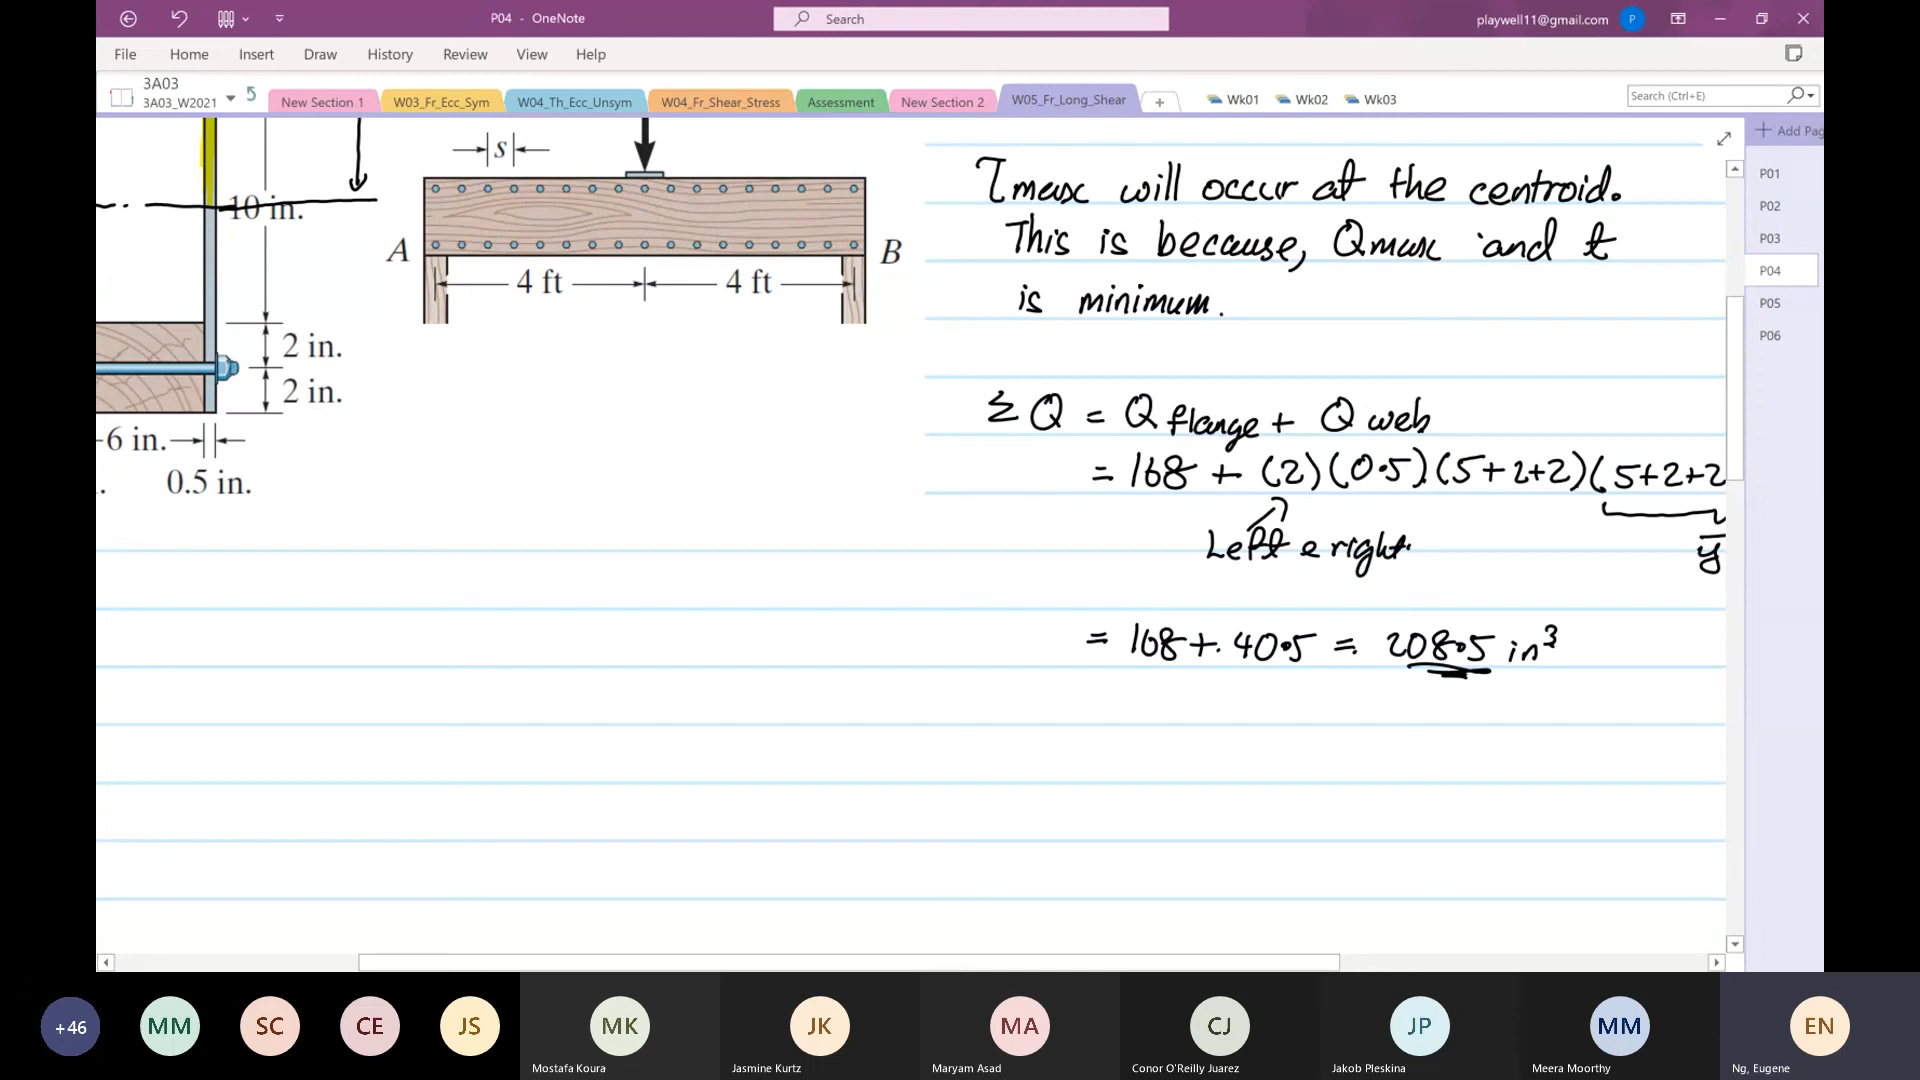 P04 - OneNote
Search
playwell11@gmail.com
P
File Home Insert Draw History Review View Help
3A03
3A03_W2021
New Section 1
W03_Fr_Ecc_Sym
W04_Th_Ecc_Unsym
W04_Fr_Shear_Stress
Assessment
New Section 2
W05_Fr_Long_Shear
Wk01
Wk02
Wk03
Search (Ctrl+E)
Add Pag
P01
P02
P03
P04
P05
P06
s
10 in.
A
B
4 ft
4 ft
2 in.
2 in.
6 in.
0.5 in.
τmax will occur at the centroid.
This is because, Qmax and t
is minimum.
Σ Q = Q flange + Q web
= 168 + (2)(0.5)(5+2+2)(5+2+2
Left & right.
y̅
= 168 + 40.5 = 208.5 in³
+46
MM
SC
CE
JS
MK
Mostafa Koura
JK
Jasmine Kurtz
MA
Maryam Asad
CJ
Conor O'Reilly Juarez
JP
Jakob Pleskina
MM
Meera Moorthy
EN
Ng, Eugene